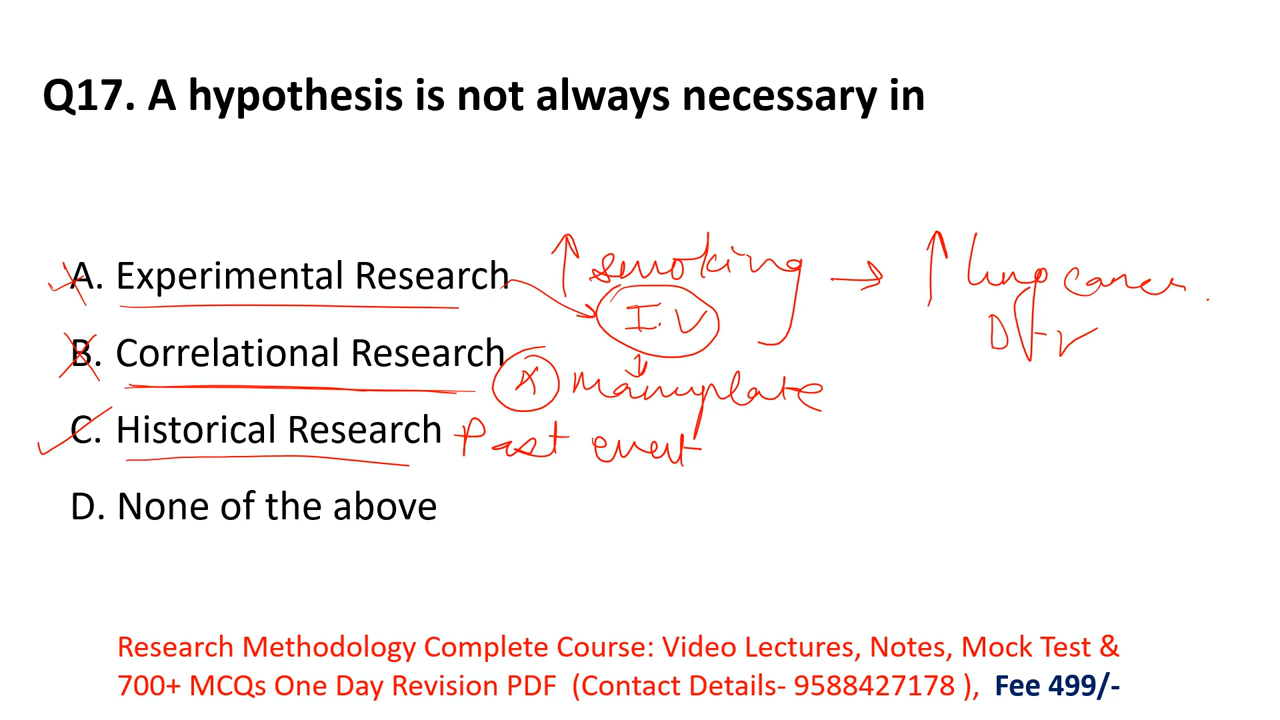 Q17. A hypothesis is not always necessary in
A. Experimental Research ↑ smoking → ↑ lung cancer.
I.V D.V
B. Correlational Research
X manuplate
C. Historical Research Past event
D. None of the above
Research Methodology Complete Course: Video Lectures, Notes, Mock Test &
700+ MCQs One Day Revision PDF (Contact Details- 9588427178 ), Fee 499/-